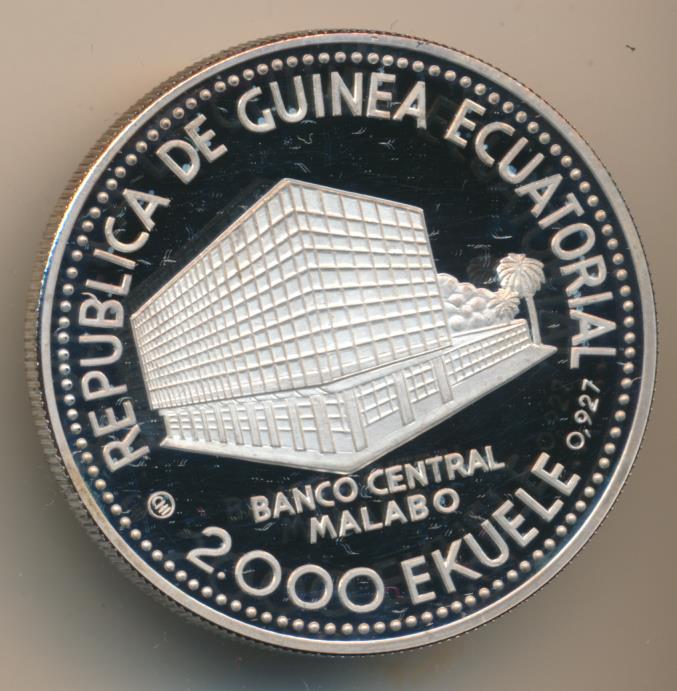 REPUBLICA DE GUINEA ECUATORIAL
0,927
BANCO CENTRAL
MALABO
2.000 EKUELE